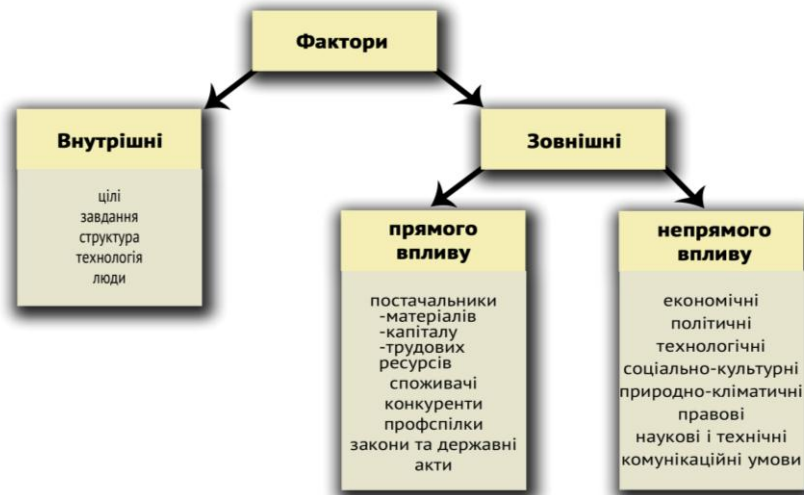 Фактори
Внутрішні
цілі
завдання
структура
технологія
люди
Зовнішні
прямого
впливу
постачальники
-матеріалів
-капіталу
-трудових
ресурсів
споживачі
конкуренти
профспілки
закони та державні
акти
непрямого
впливу
економічні
політичні
технологічні
соціально-культурні
природно-кліматичні
правові
наукові і технічні
комунікаційні умови